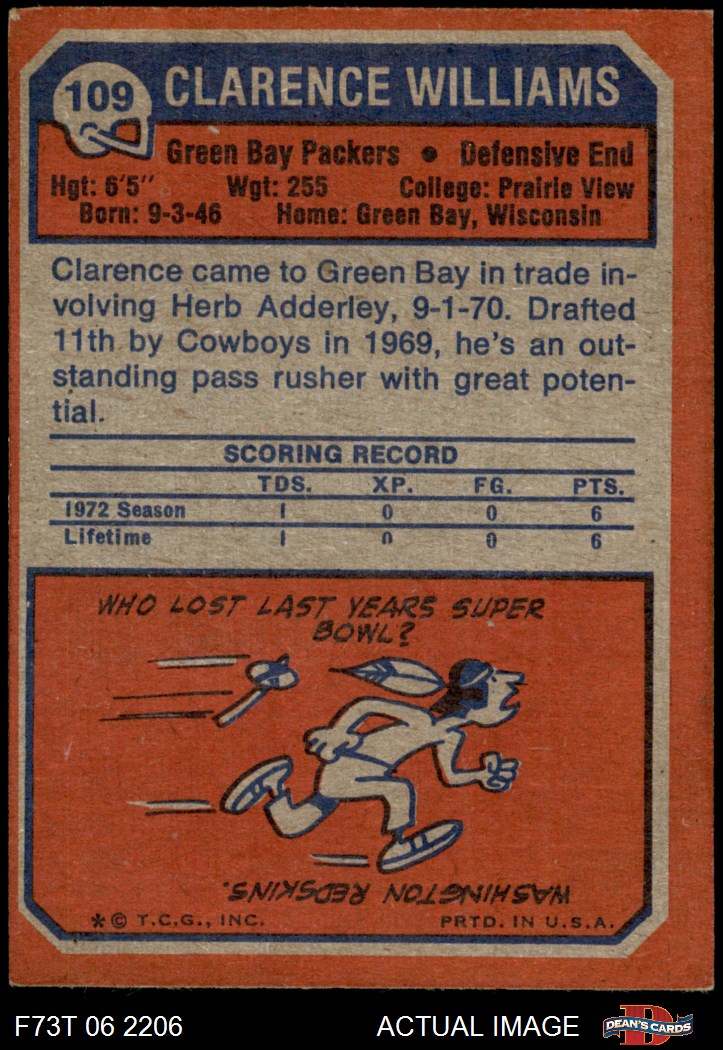 109 CLARENCE WILLIAMS
Green Bay Packers • Defensive End
Hgt: 6'5" Wgt: 255 College: Prairie View
Born: 9-3-46 Home: Green Bay, Wisconsin
Clarence came to Green Bay in trade in-
volving Herb Adderley, 9-1-70. Drafted
11th by Cowboys in 1969, he's an out-
standing pass rusher with great poten-
tial.
SCORING RECORD
TDS. XP. FG. PTS.
1972 Season 1 0 0 6
Lifetime 1 0 0 6
WHO LOST LAST YEARS SUPER
BOWL?
WASHINGTON REDSKINS.
*© T.C.G., INC. PRTD. IN U.S.A.
F73T 06 2206 ACTUAL IMAGE D DEAN'S CARDS